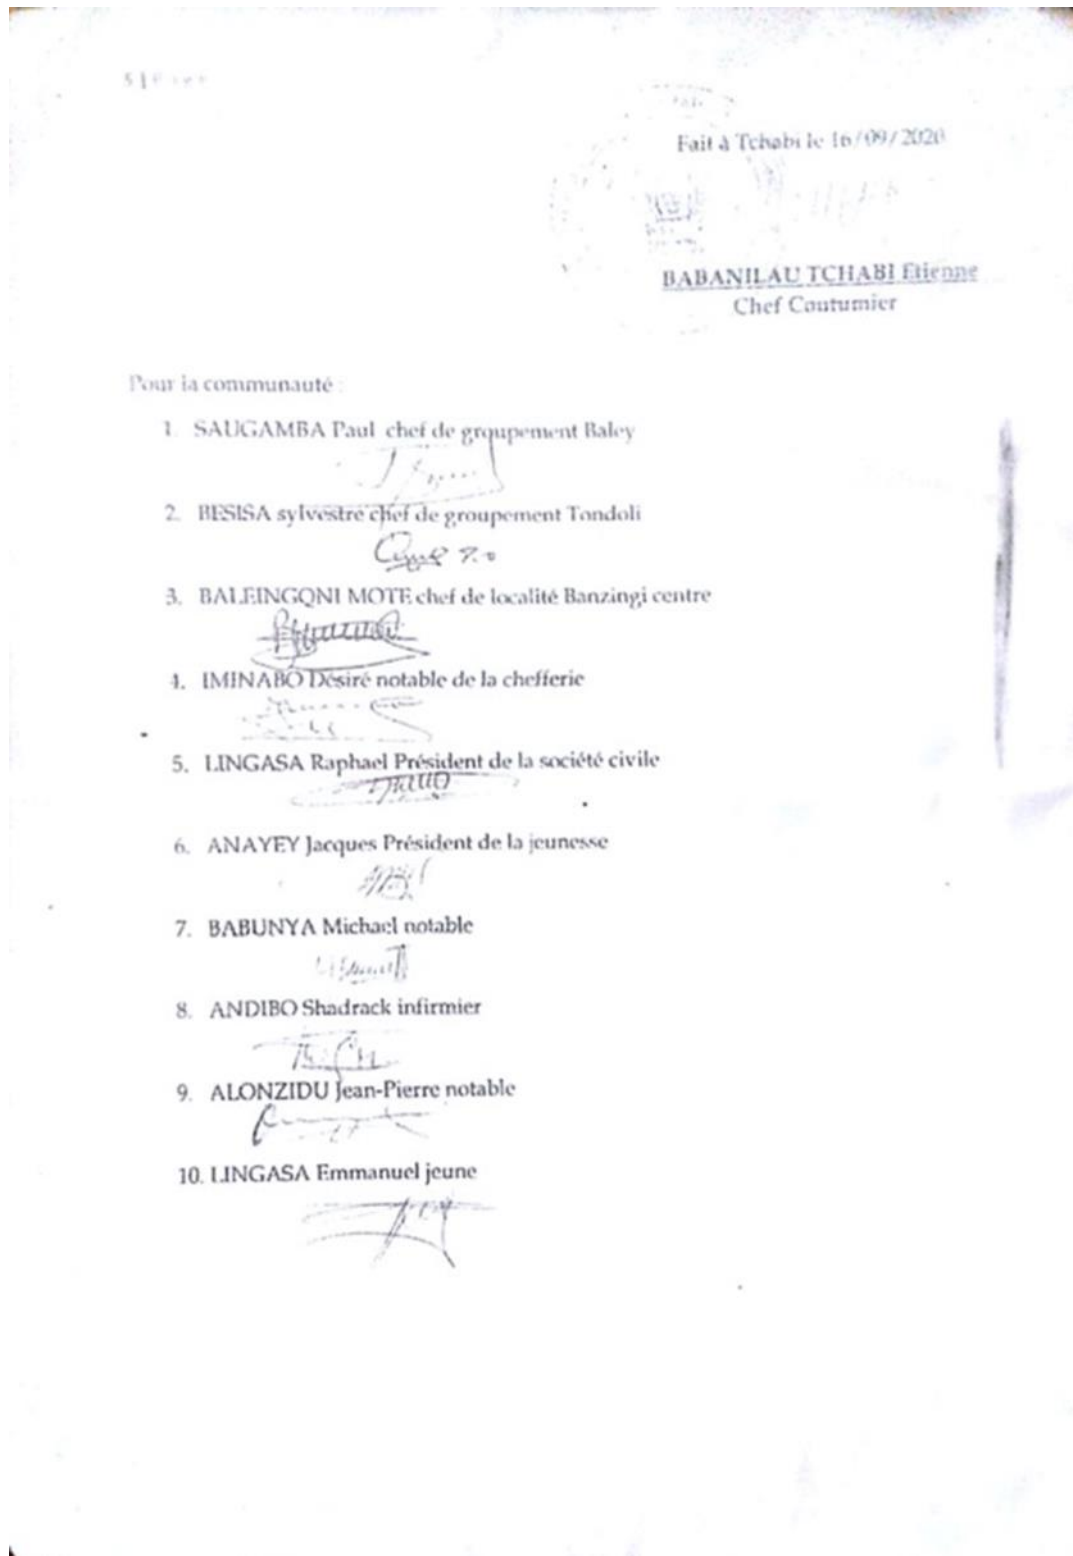 5 | Page
Fait à Tchabi le 16/09/2020
BABANILAU TCHABI Etienne
Chef Coutumier
Pour la communauté :
1. SAUGAMBA Paul chef de groupement Baley
2. BESISA sylvestre chef de groupement Tondoli
3. BALEINGONI MOTE chef de localité Banzingi centre
4. IMINABO Désiré notable de la chefferie
5. LINGASA Raphael Président de la société civile
6. ANAYEY Jacques Président de la jeunesse
7. BABUNYA Michael notable
8. ANDIBO Shadrack infirmier
9. ALONZIDU Jean-Pierre notable
10. LINGASA Emmanuel jeune